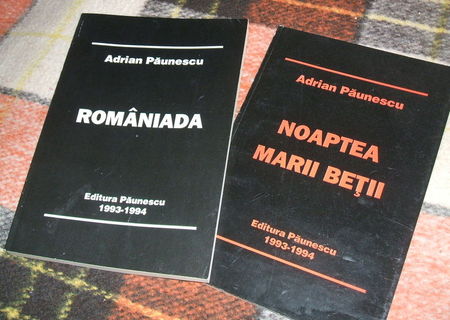 Adrian Păunescu
ROMÂNIADA
Editura Păunescu
1993-1994
Adrian Păunescu
NOAPTEA
MARII BEȚII
Editura Păunescu
1993-1994